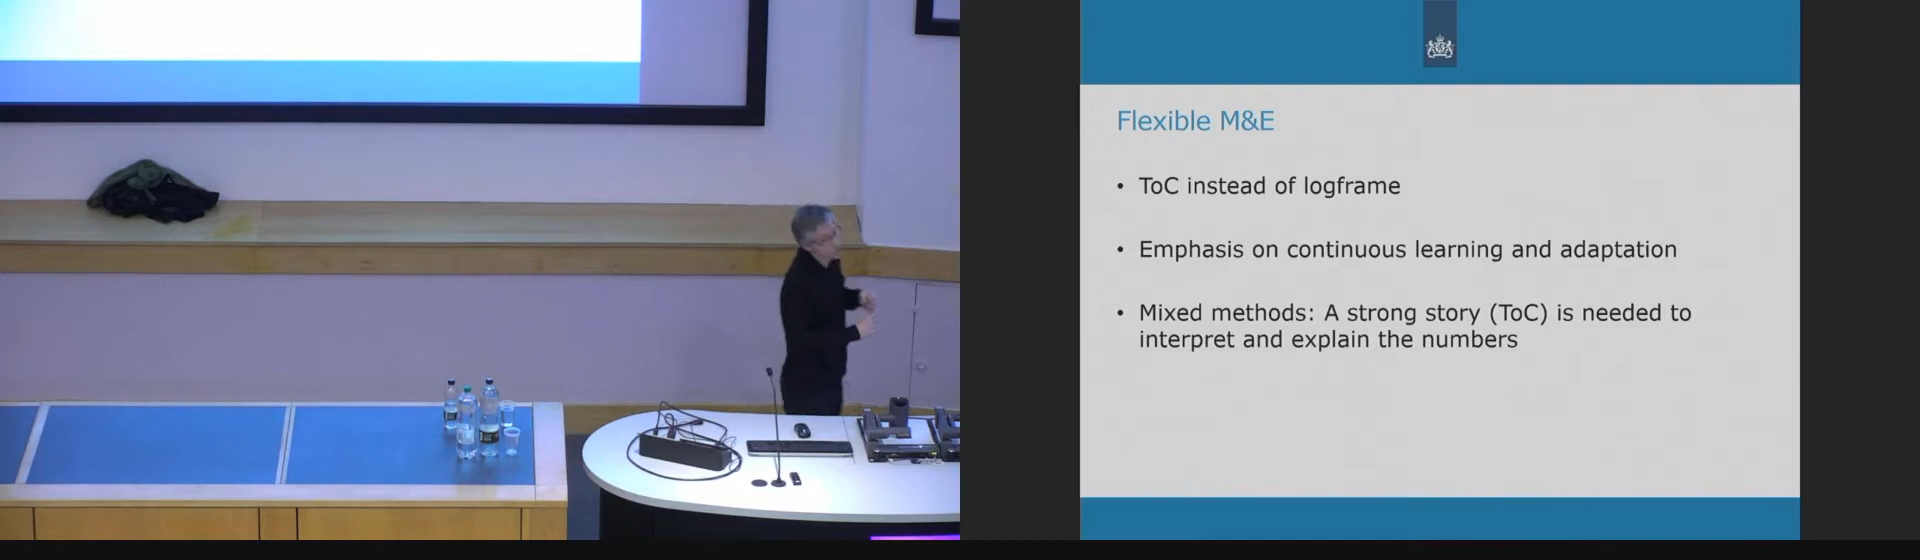 Flexible M&E
• ToC instead of logframe
• Emphasis on continuous learning and adaptation
• Mixed methods: A strong story (ToC) is needed to
interpret and explain the numbers